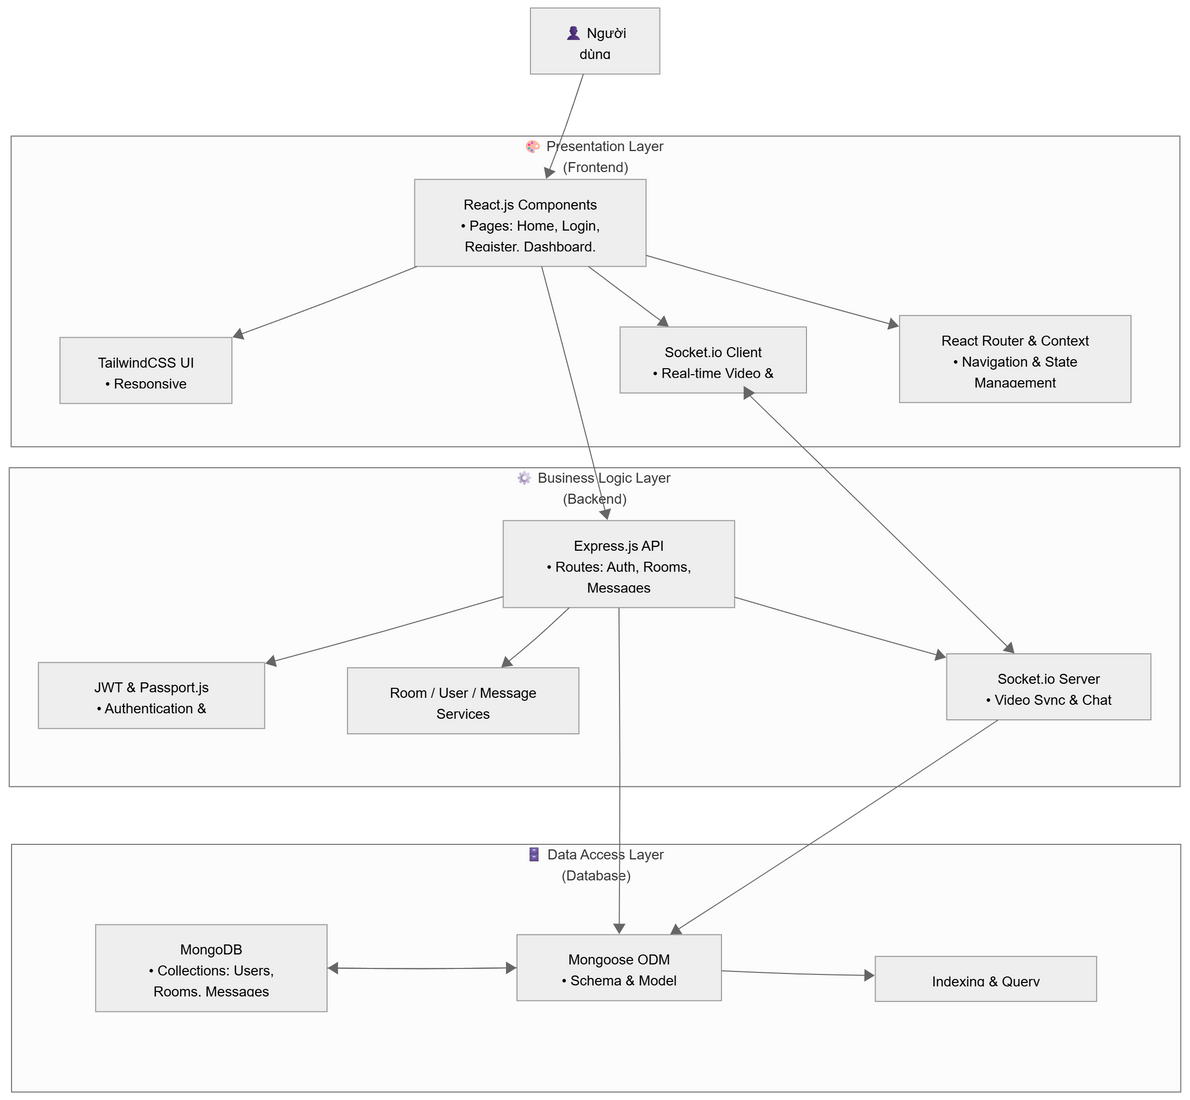 👤 Người
dùng
🎨 Presentation Layer
(Frontend)
React.js Components
• Pages: Home, Login,
Register, Dashboard,
TailwindCSS UI
• Responsive
Socket.io Client
• Real-time Video &
React Router & Context
• Navigation & State
Management
⚙️ Business Logic Layer
(Backend)
Express.js API
• Routes: Auth, Rooms,
Messages
JWT & Passport.js
• Authentication &
Room / User / Message
Services
Socket.io Server
• Video Sync & Chat
🗄️ Data Access Layer
(Database)
MongoDB
• Collections: Users,
Rooms, Messages
Mongoose ODM
• Schema & Model
Indexing & Query